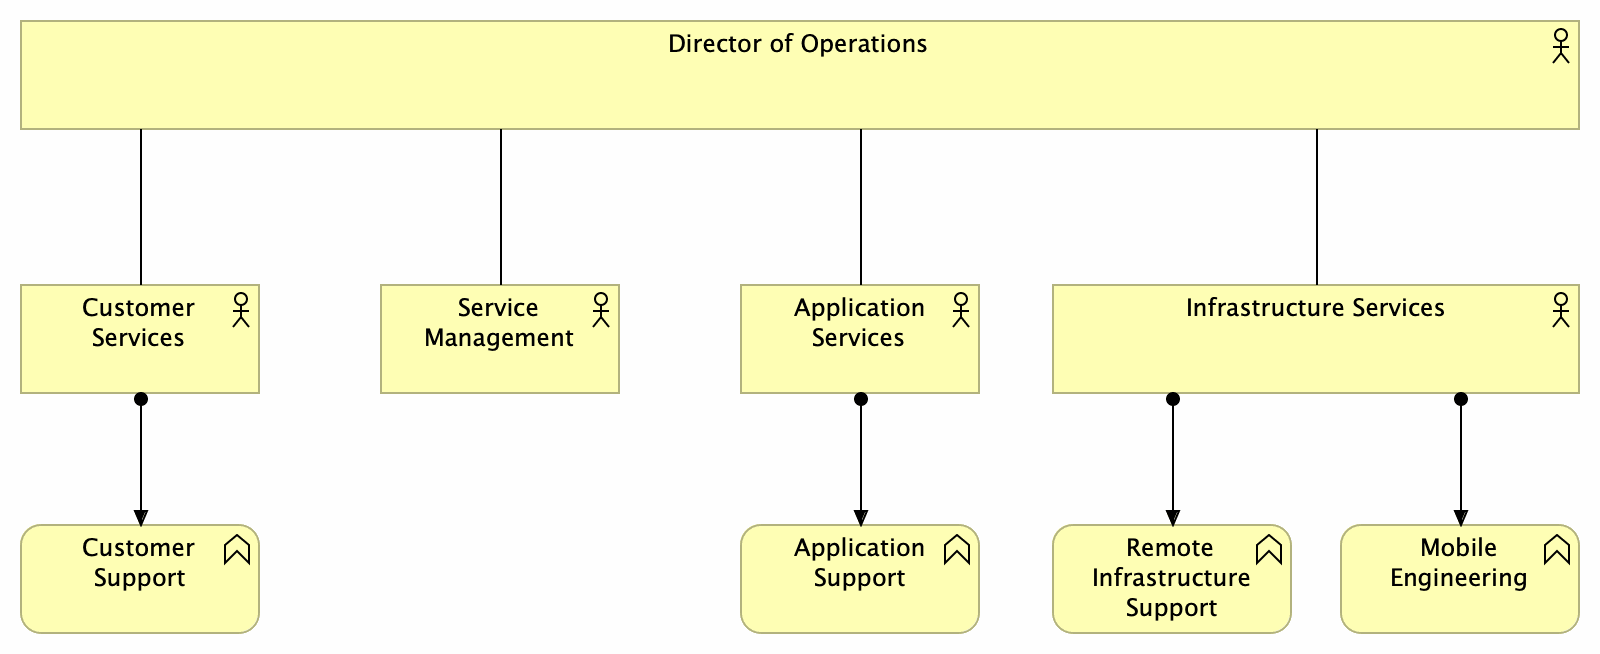 Director of Operations
Customer
Services
Service
Management
Application
Services
Infrastructure Services
Customer
Support
Application
Support
Remote
Infrastructure
Support
Mobile
Engineering